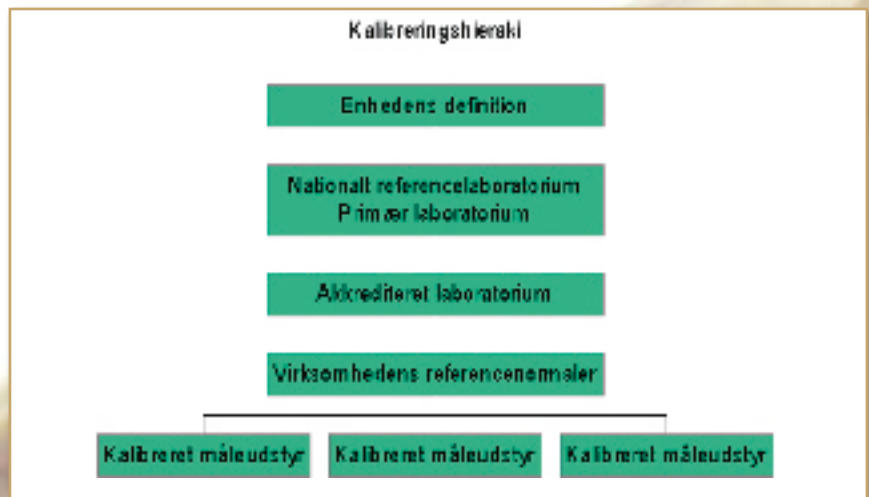 Kalibreringshieraki
Enhedens definition
Nationalt referencelaboratorium
Primær laboratorium
Akkrediteret laboratorium
Virksomhedens referencenormaler
Kalibreret måleudstyr Kalibreret måleudstyr Kalibreret måleudstyr